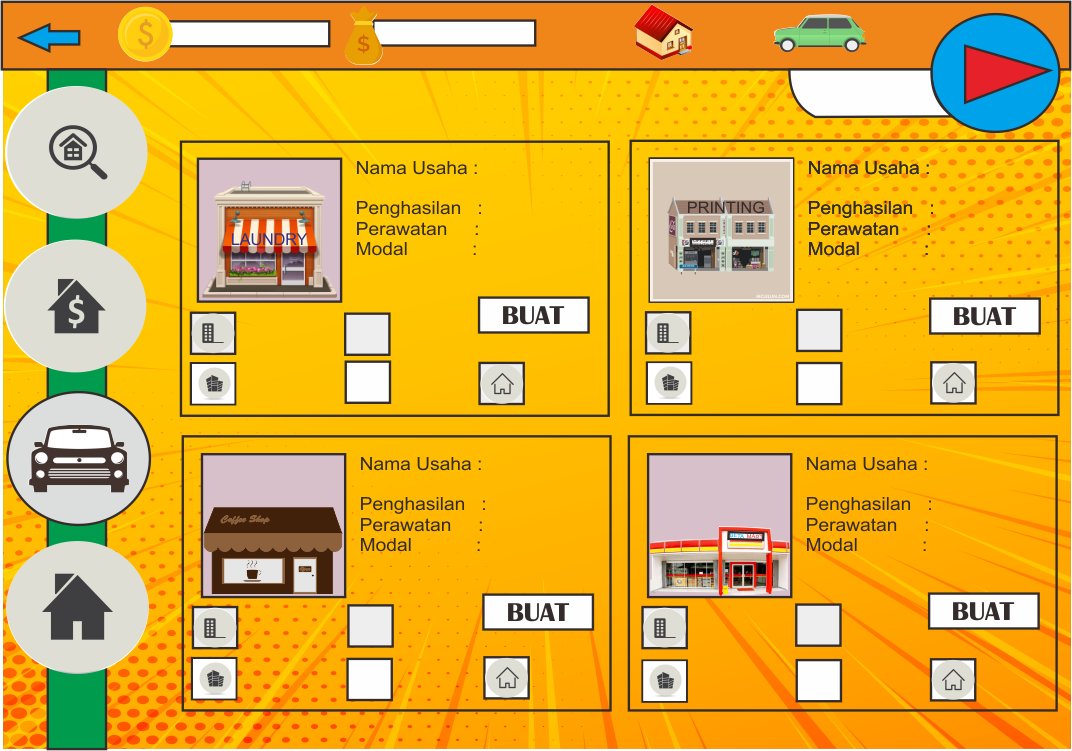 $
$
Nama Usaha :
Penghasilan :
Perawatan :
Modal :
LAUNDRY
BUAT
Nama Usaha :
Penghasilan :
Perawatan :
Modal :
PRINTING
BUAT
$
Nama Usaha :
Penghasilan :
Perawatan :
Modal :
Coffee Shop
BUAT
Nama Usaha :
Penghasilan :
Perawatan :
Modal :
BUAT